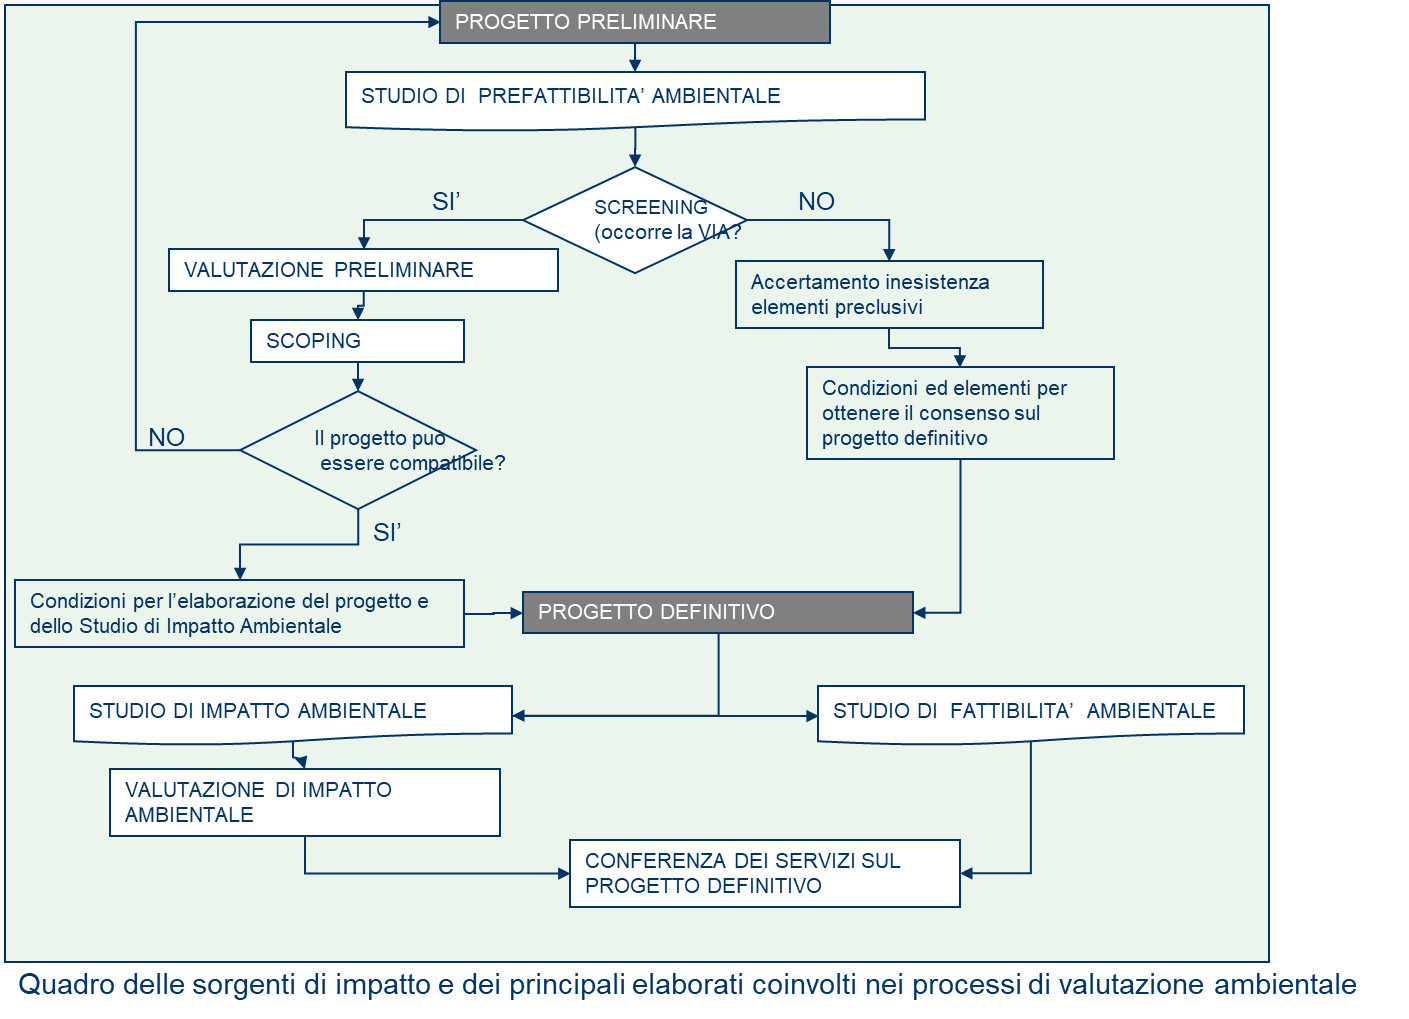 PROGETTO PRELIMINARE
STUDIO DI PREFATTIBILITA’ AMBIENTALE
SI’
SCREENING
(occorre la VIA?
NO
VALUTAZIONE PRELIMINARE
Accertamento inesistenza
elementi preclusivi
SCOPING
Condizioni ed elementi per
ottenere il consenso sul
progetto definitivo
NO
Il progetto può
essere compatibile?
SI’
Condizioni per l’elaborazione del progetto e
dello Studio di Impatto Ambientale
PROGETTO DEFINITIVO
STUDIO DI IMPATTO AMBIENTALE
STUDIO DI FATTIBILITA’ AMBIENTALE
VALUTAZIONE DI IMPATTO
AMBIENTALE
CONFERENZA DEI SERVIZI SUL
PROGETTO DEFINITIVO
Quadro delle sorgenti di impatto e dei principali elaborati coinvolti nei processi di valutazione ambientale